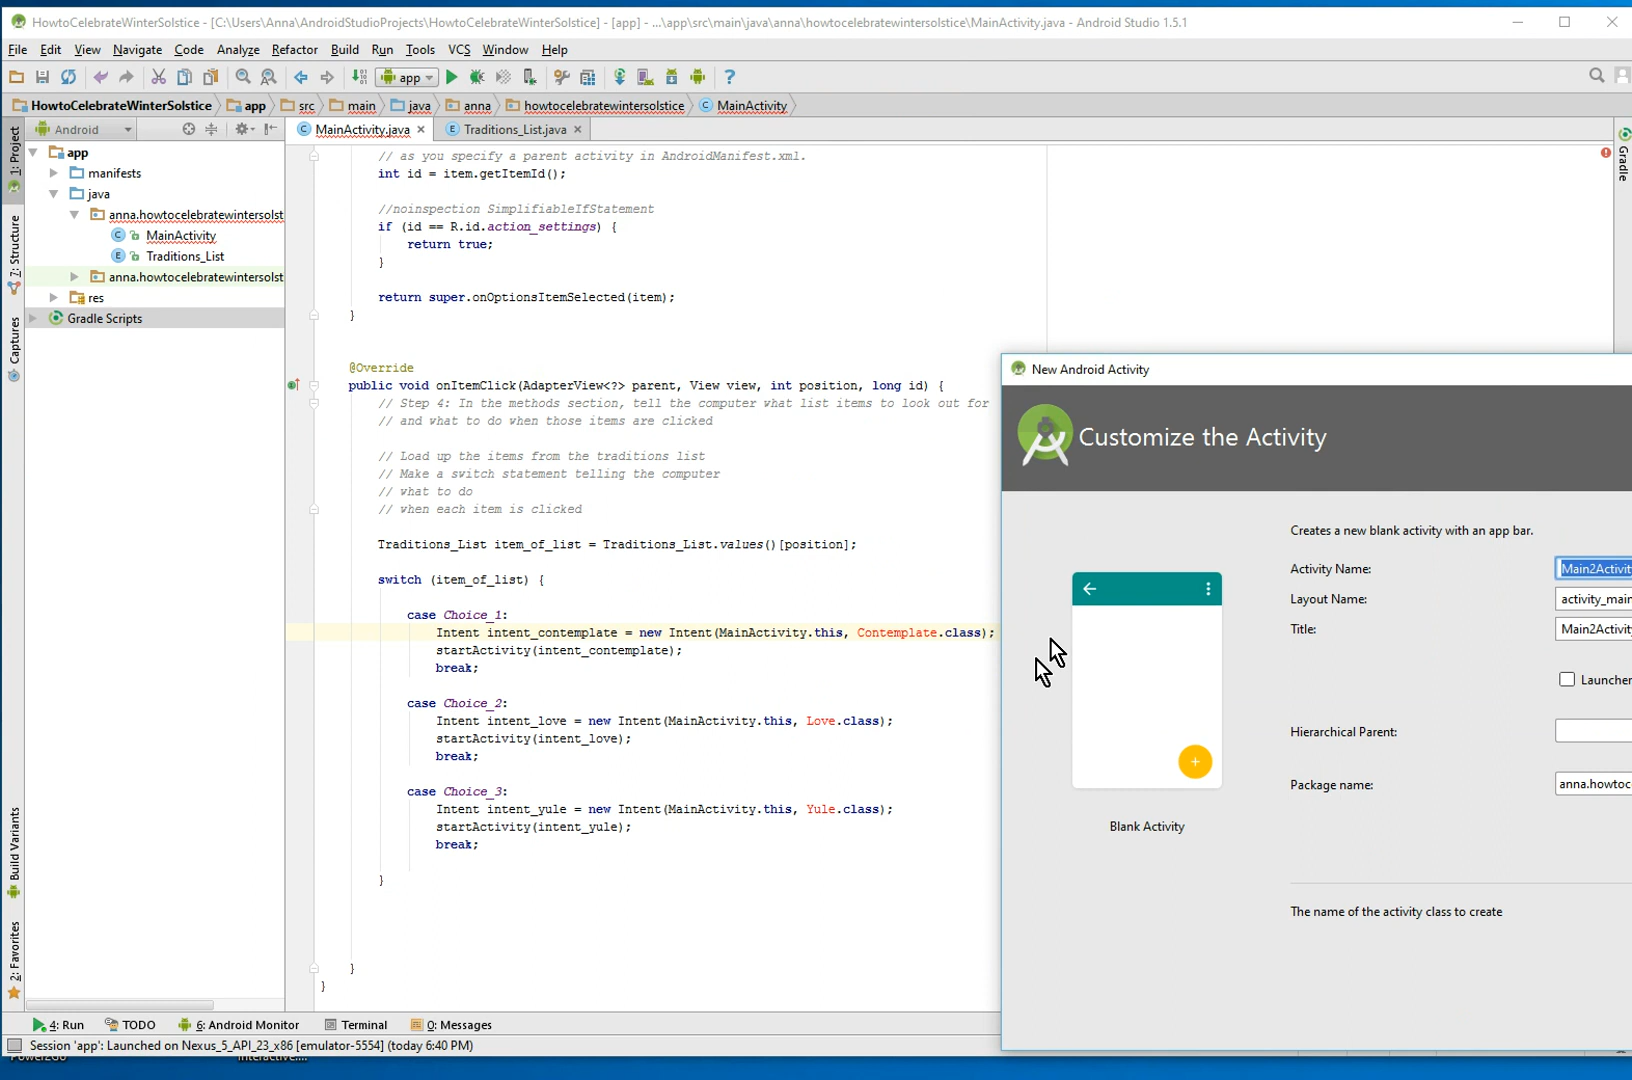 HowtoCelebrateWinterSolstice - [C:\Users\Anna\AndroidStudioProjects\HowtoCelebrateWinterSolstice] - [app] - ...\app\src\main\java\anna\howtocelebratewintersolstice\MainActivity.java - Android Studio 1.5.1
File Edit View Navigate Code Analyze Refactor Build Run Tools VCS Window Help
app
HowtoCelebrateWinterSolstice app src main java anna howtocelebratewintersolstice MainActivity
Android
MainActivity.java Traditions_List.java
1: Project
7: Structure
Captures
Build Variants
2: Favorites
Gradle
app
manifests
java
anna.howtocelebratewintersolst
MainActivity
Traditions_List
anna.howtocelebratewintersolst
res
Gradle Scripts
// as you specify a parent activity in AndroidManifest.xml.
int id = item.getItemId();
//noinspection SimplifiableIfStatement
if (id == R.id.action_settings) {
return true;
}
return super.onOptionsItemSelected(item);
}
@Override
public void onItemClick(AdapterView<?> parent, View view, int position, long id) {
// Step 4: In the methods section, tell the computer what list items to look out for
// and what to do when those items are clicked
// Load up the items from the traditions list
// Make a switch statement telling the computer
// what to do
// when each item is clicked
Traditions_List item_of_list = Traditions_List.values()[position];
switch (item_of_list) {
case Choice_1:
Intent intent_contemplate = new Intent(MainActivity.this, Contemplate.class);
startActivity(intent_contemplate);
break;
case Choice_2:
Intent intent_love = new Intent(MainActivity.this, Love.class);
startActivity(intent_love);
break;
case Choice_3:
Intent intent_yule = new Intent(MainActivity.this, Yule.class);
startActivity(intent_yule);
break;
}
}
}
New Android Activity
Customize the Activity
Creates a new blank activity with an app bar.
Activity Name: Main2Activit
Layout Name: activity_main
Title: Main2Activity
Launcher
Hierarchical Parent:
Package name: anna.howtoc
Blank Activity
The name of the activity class to create
4: Run TODO 6: Android Monitor Terminal 0: Messages
Session 'app': Launched on Nexus_5_API_23_x86 [emulator-5554] (today 6:40 PM)